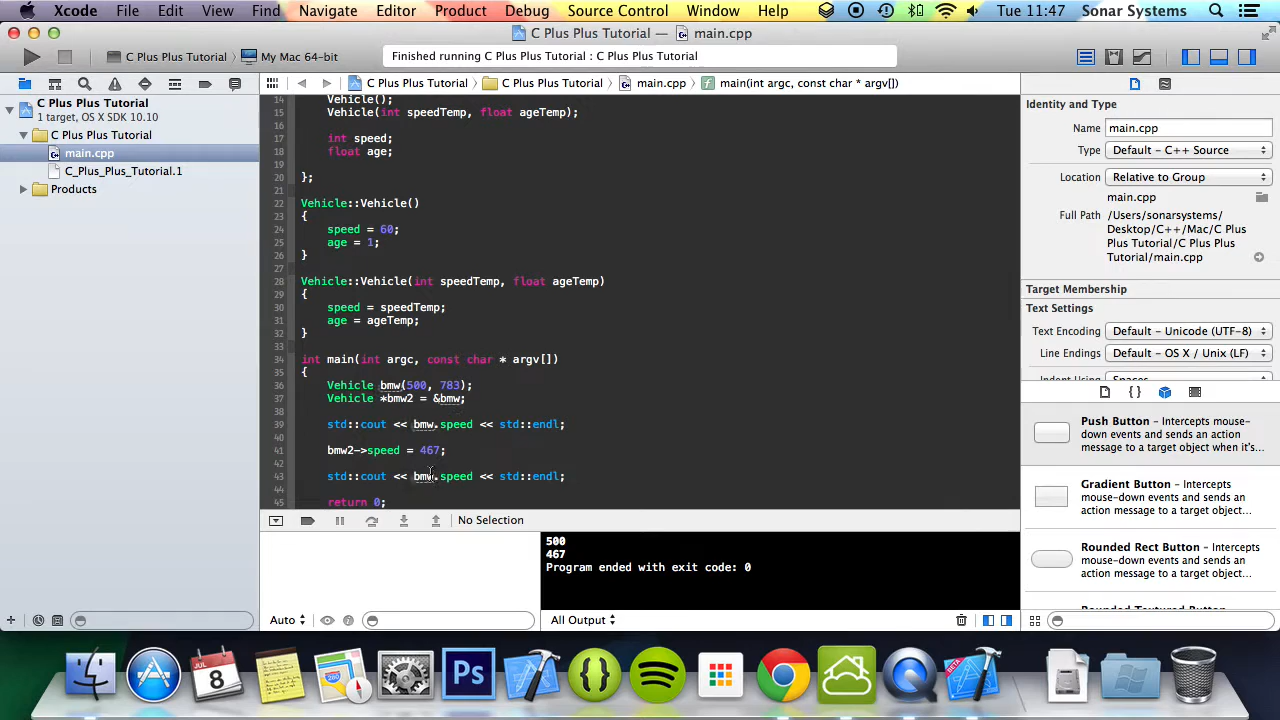 Xcode File Edit View Find Navigate Editor Product Debug Source Control Window Help Tue 11:47 Sonar Systems
C Plus Plus Tutorial — main.cpp
C Plus Plus Tutorial My Mac 64-bit Finished running C Plus Plus Tutorial : C Plus Plus Tutorial
C Plus Plus Tutorial C Plus Plus Tutorial main.cpp main(int argc, const char * argv[])
C Plus Plus Tutorial
1 target, OS X SDK 10.10
C Plus Plus Tutorial
main.cpp
C_Plus_Plus_Tutorial.1
Products
14 Vehicle();
15 Vehicle(int speedTemp, float ageTemp);
16
17 int speed;
18 float age;
19
20 };
21
22 Vehicle::Vehicle()
23 {
24 speed = 60;
25 age = 1;
26 }
27
28 Vehicle::Vehicle(int speedTemp, float ageTemp)
29 {
30 speed = speedTemp;
31 age = ageTemp;
32 }
33
34 int main(int argc, const char * argv[])
35 {
36 Vehicle bmw(500, 783);
37 Vehicle *bmw2 = &bmw;
38
39 std::cout << bmw.speed << std::endl;
40
41 bmw2->speed = 467;
42
43 std::cout << bmw.speed << std::endl;
44
45 return 0;
No Selection
500
467
Program ended with exit code: 0
Auto
All Output
Identity and Type
Name main.cpp
Type Default - C++ Source
Location Relative to Group
main.cpp
Full Path /Users/sonarsystems/
Desktop/C++/Mac/C Plus
Plus Tutorial/C Plus Plus
Tutorial/main.cpp
Target Membership
Text Settings
Text Encoding Default - Unicode (UTF-8)
Line Endings Default - OS X / Unix (LF)
Indent Using Spaces
{ }
Push Button - Intercepts
mouse-down events and sends an
action message to a target object
when it's...
Gradient Button - Intercepts
mouse-down events and sends an
action message to a target object...
Rounded Rect Button - Intercepts
mouse-down events and sends an
action message to a target object...
Rounded Textured Button
JUL
8